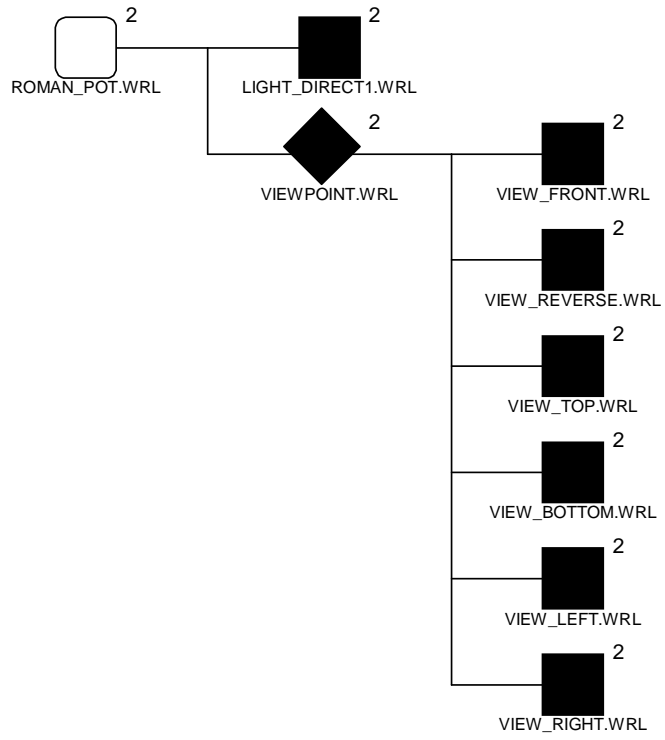 2
ROMAN_POT.WRL
2
LIGHT_DIRECT1.WRL
2
VIEWPOINT.WRL
2
VIEW_FRONT.WRL
2
VIEW_REVERSE.WRL
2
VIEW_TOP.WRL
2
VIEW_BOTTOM.WRL
2
VIEW_LEFT.WRL
2
VIEW_RIGHT.WRL